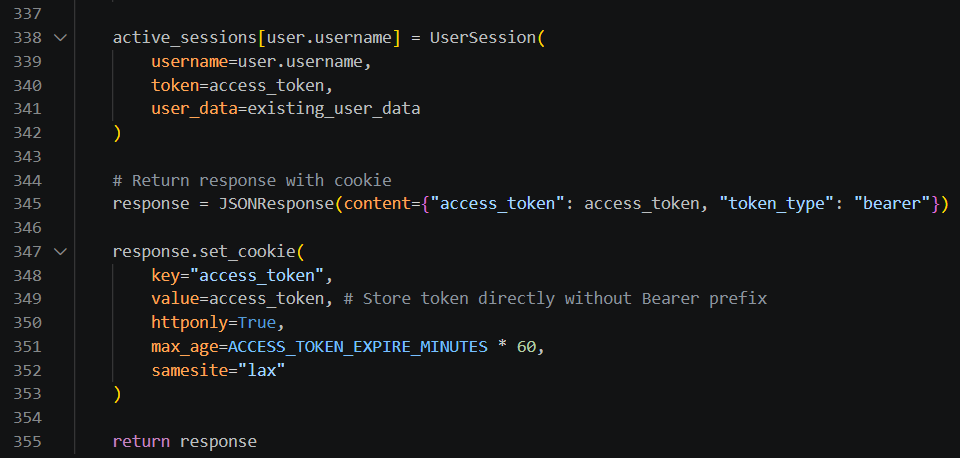 337
338 active_sessions[user.username] = UserSession(
339 username=user.username,
340 token=access_token,
341 user_data=existing_user_data
342 )
343
344 # Return response with cookie
345 response = JSONResponse(content={"access_token": access_token, "token_type": "bearer"})
346
347 response.set_cookie(
348 key="access_token",
349 value=access_token, # Store token directly without Bearer prefix
350 httponly=True,
351 max_age=ACCESS_TOKEN_EXPIRE_MINUTES * 60,
352 samesite="lax"
353 )
354
355 return response